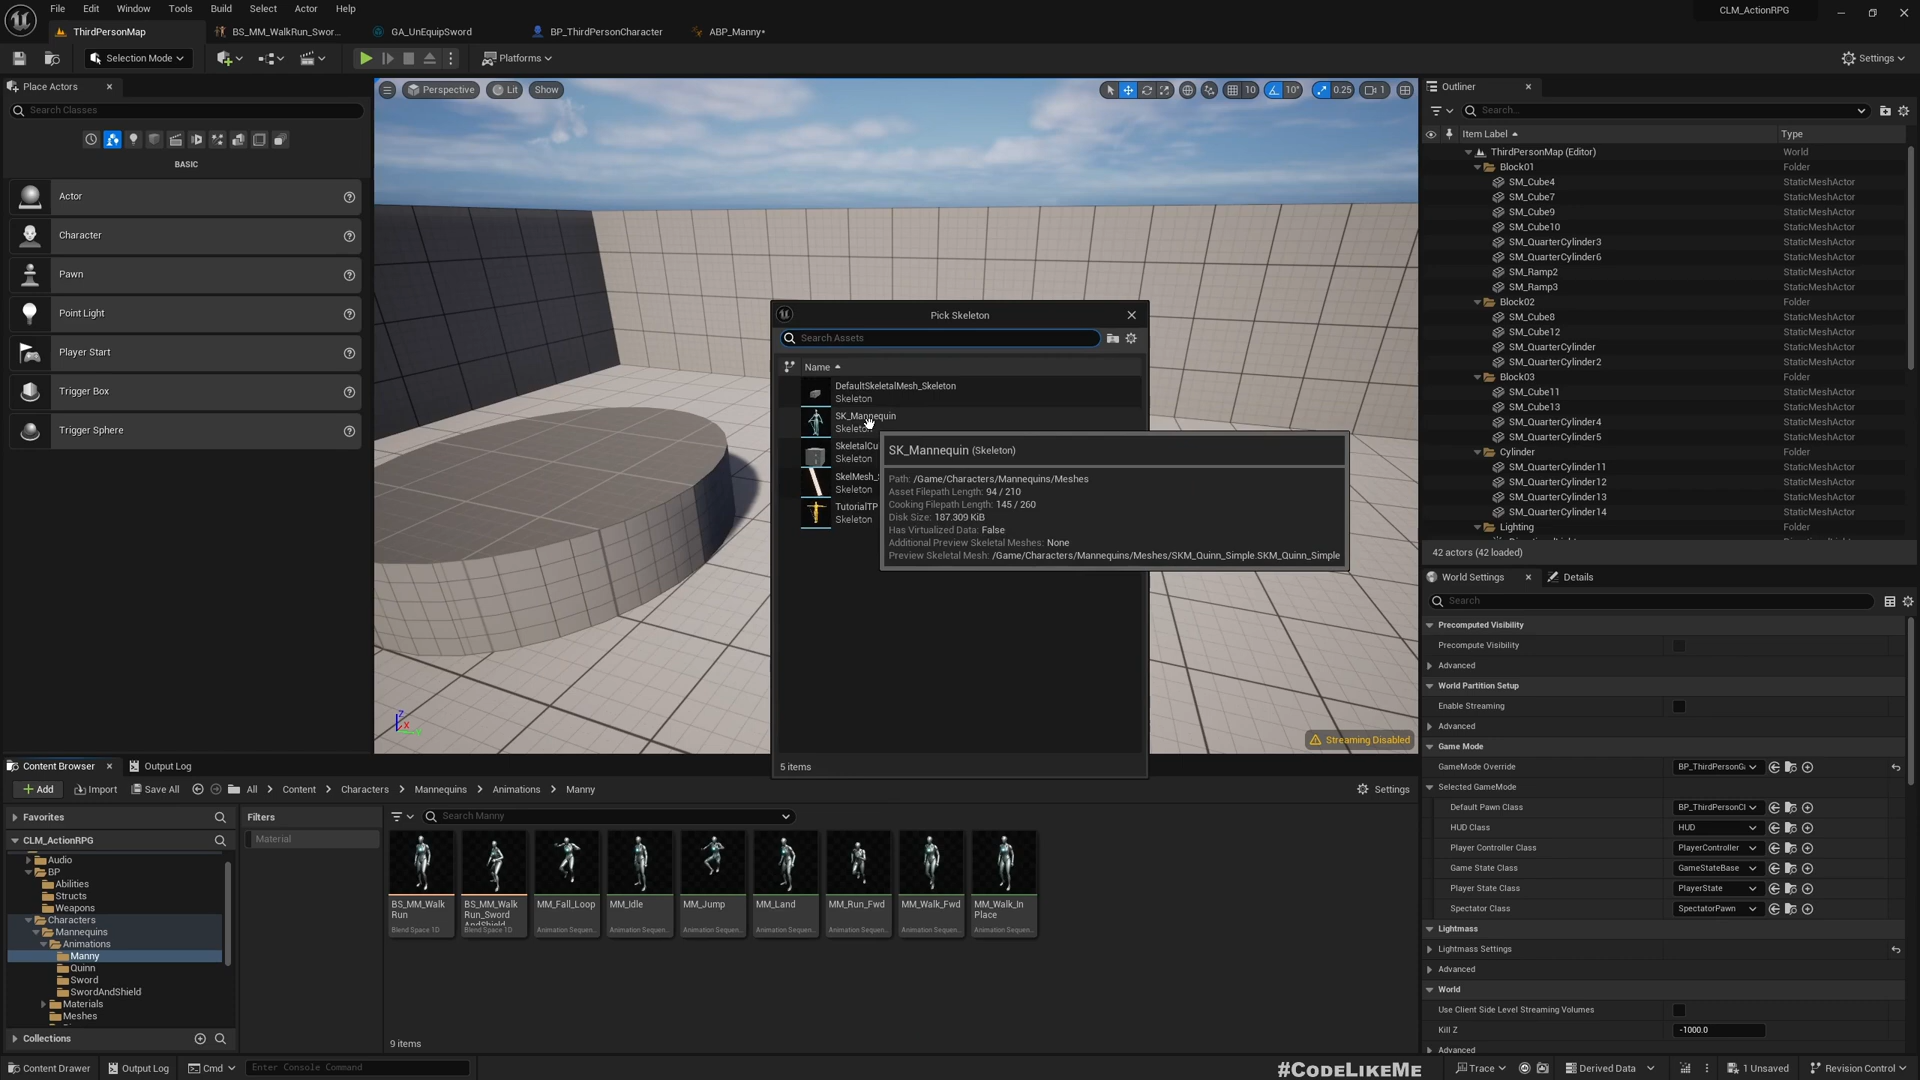 File Edit Window Tools Build Select Actor Help
CLM_ActionRPG
ThirdPersonMap
BS_MM_WalkRun_Swor...
GA_UnEquipSword
BP_ThirdPersonCharacter
ABP_Manny•
Selection Mode
Platforms
Settings
Place Actors
Search Classes
BASIC
Actor
Character
Pawn
Point Light
Player Start
Trigger Box
Trigger Sphere
Perspective Lit Show
10 10° 0.25 1
Streaming Disabled
Pick Skeleton
Search Assets
Name
DefaultSkeletalMesh_Skeleton
Skeleton
SK_Mannequin
Skeleton
SkeletalCu
Skeleton
SkelMesh_S
Skeleton
TutorialTP
Skeleton
5 items
SK_Mannequin (Skeleton)
Path: /Game/Characters/Mannequins/Meshes
Asset Filepath Length: 94 / 210
Cooking Filepath Length: 145 / 260
Disk Size: 187.309 KiB
Has Virtualized Data: False
Additional Preview Skeletal Meshes: None
Preview Skeletal Mesh: /Game/Characters/Mannequins/Meshes/SKM_Quinn_Simple.SKM_Quinn_Simple
Outliner
Search...
Item Label Type
ThirdPersonMap (Editor) World
Block01 Folder
SM_Cube4 StaticMeshActor
SM_Cube7 StaticMeshActor
SM_Cube9 StaticMeshActor
SM_Cube10 StaticMeshActor
SM_QuarterCylinder3 StaticMeshActor
SM_QuarterCylinder6 StaticMeshActor
SM_Ramp2 StaticMeshActor
SM_Ramp3 StaticMeshActor
Block02 Folder
SM_Cube8 StaticMeshActor
SM_Cube12 StaticMeshActor
SM_QuarterCylinder StaticMeshActor
SM_QuarterCylinder2 StaticMeshActor
Block03 Folder
SM_Cube11 StaticMeshActor
SM_Cube13 StaticMeshActor
SM_QuarterCylinder4 StaticMeshActor
SM_QuarterCylinder5 StaticMeshActor
Cylinder Folder
SM_QuarterCylinder11 StaticMeshActor
SM_QuarterCylinder12 StaticMeshActor
SM_QuarterCylinder13 StaticMeshActor
SM_QuarterCylinder14 StaticMeshActor
Lighting Folder
42 actors (42 loaded)
World Settings
Details
Search
Precomputed Visibility
Precompute Visibility
Advanced
World Partition Setup
Enable Streaming
Advanced
Game Mode
GameMode Override BP_ThirdPersonGa
Selected GameMode
Default Pawn Class BP_ThirdPersonCl
HUD Class HUD
Player Controller Class PlayerController
Game State Class GameStateBase
Player State Class PlayerState
Spectator Class SpectatorPawn
Lightmass
Lightmass Settings
Advanced
World
Use Client Side Level Streaming Volumes
Kill Z -1000.0
Advanced
Content Browser
Output Log
Add Import Save All All Content Characters Mannequins Animations Manny
Settings
Favorites
CLM_ActionRPG
Audio
BP
Abilities
Structs
Weapons
Characters
Mannequins
Animations
Manny
Quinn
Sword
SwordAndShield
Materials
Meshes
Collections
Filters
Material
Search Manny
BS_MM_Walk
Run
Blend Space 1D
BS_MM_Walk
Run_Sword
AndShield
Blend Space 1D
MM_Fall_Loop
Animation Sequen..
MM_Idle
Animation Sequen..
MM_Jump
Animation Sequen..
MM_Land
Animation Sequen..
MM_Run_Fwd
Animation Sequen..
MM_Walk_Fwd
Animation Sequen..
MM_Walk_In
Place
Animation Sequen..
9 items
Content Drawer Output Log Cmd Enter Console Command
#CODELIKEME
Trace Derived Data 1 Unsaved Revision Control